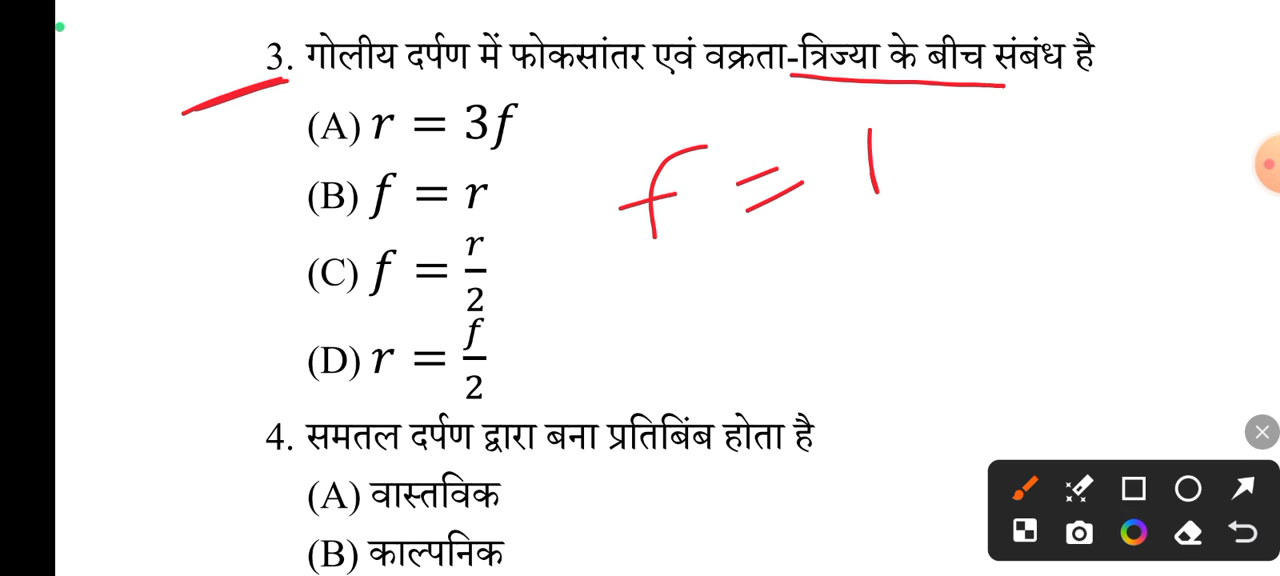 3. गोलीय दर्पण में फोकसांतर एवं वक्रता-त्रिज्या के बीच संबंध है
(A) r = 3f
f = 1
(B) f = r
(C) f = r/2
(D) r = f/2
4. समतल दर्पण द्वारा बना प्रतिबिंब होता है
(A) वास्तविक
(B) काल्पनिक